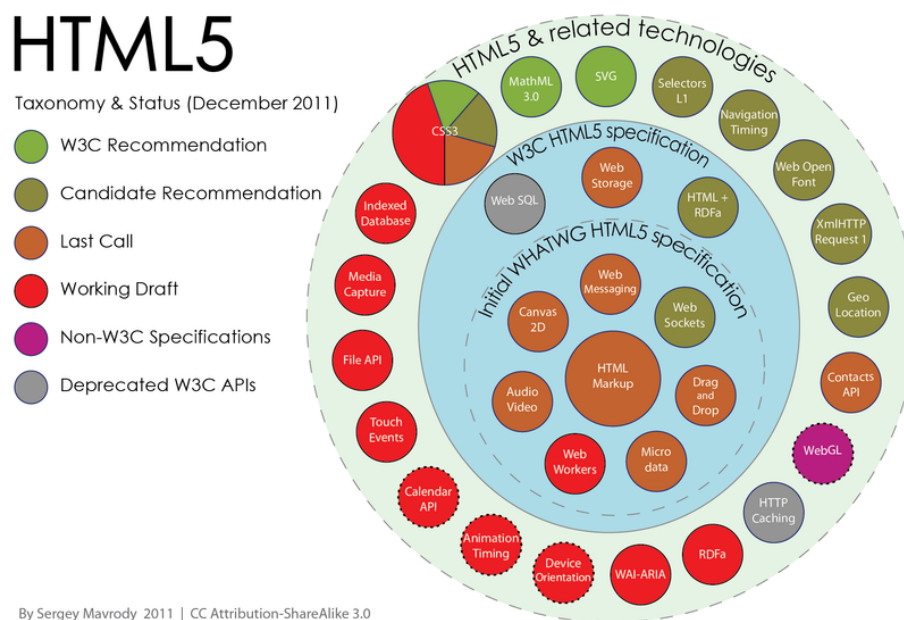 HTML5
Taxonomy & Status (December 2011)
W3C Recommendation
Candidate Recommendation
Last Call
Working Draft
Non-W3C Specifications
Deprecated W3C APIs
HTML5 & related technologies
CSS3
MathML
3.0
SVG
Selectors
L1
Navigation
Timing
Web Open
Font
XmlHTTP
Request 1
Geo
Location
Contacts
API
WebGL
HTTP
Caching
RDFa
WAI-ARIA
Device
Orientation
Animation
Timing
Calendar
API
Touch
Events
File API
Media
Capture
Indexed
Database
W3C HTML5 specification
Web SQL
Web
Storage
HTML +
RDFa
Initial WHATWG HTML5 specification
Web
Messaging
Canvas
2D
Web
Sockets
HTML
Markup
Audio
Video
Drag
and
Drop
Web
Workers
Micro
data
By Sergey Mavrody 2011 | CC Attribution-ShareAlike 3.0